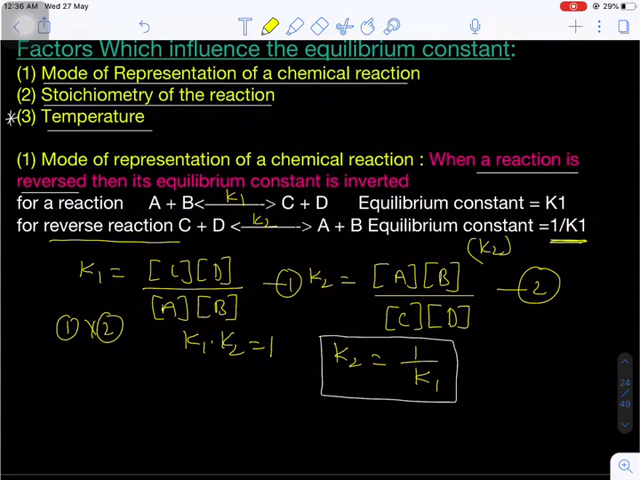 12:36 AM Wed 27 May
29%
Factors Which influence the equilibrium constant:
(1) Mode of Representation of a chemical reaction
(2) Stoichiometry of the reaction
*(3) Temperature
(1) Mode of representation of a chemical reaction : When a reaction is
reversed then its equilibrium constant is inverted
K1
for a reaction A + B<———> C + D Equilibrium constant = K1
K2
for reverse reaction C + D <———> A + B Equilibrium constant =1/K1
(K2)
K1 = [C][D] / [A][B] —① K2 = [A][B] / [C][D] —②
① x ② K1 . K2 = 1
K2 = 1 / K1
24
/
49